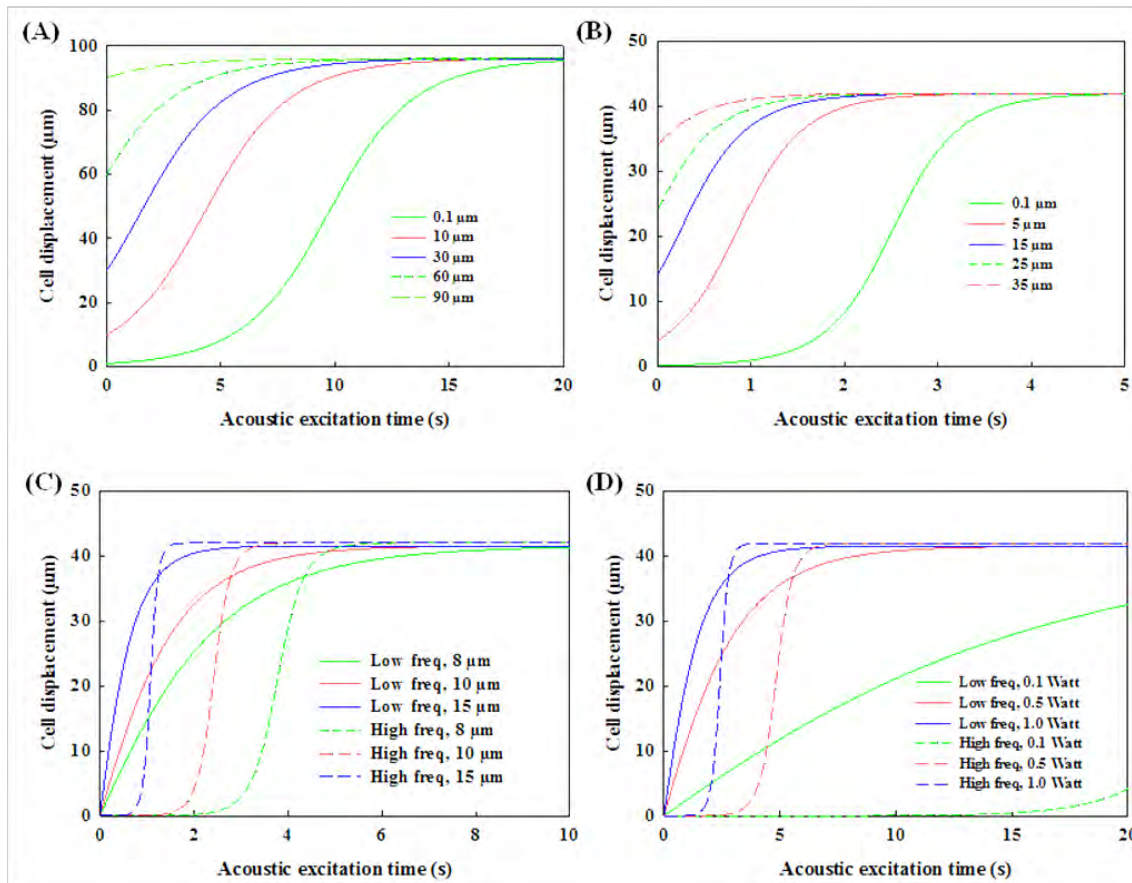 (A)
100
80
60
40
20
0
Cell displacement (µm)
0.1 µm
10 µm
30 µm
60 µm
90 µm
0 5 10 15 20
Acoustic excitation time (s)
(B)
50
40
30
20
10
0
Cell displacement (µm)
0.1 µm
5 µm
15 µm
25 µm
35 µm
0 1 2 3 4 5
Acoustic excitation time (s)
(C)
50
40
30
20
10
0
Cell displacement (µm)
Low freq, 8 µm
Low freq, 10 µm
Low freq, 15 µm
High freq, 8 µm
High freq, 10 µm
High freq, 15 µm
0 2 4 6 8 10
Acoustic excitation time (s)
(D)
50
40
30
20
10
0
Cell displacement (µm)
Low freq, 0.1 Watt
Low freq, 0.5 Watt
Low freq, 1.0 Watt
High freq, 0.1 Watt
High freq, 0.5 Watt
High freq, 1.0 Watt
0 5 10 15 20
Acoustic excitation time (s)